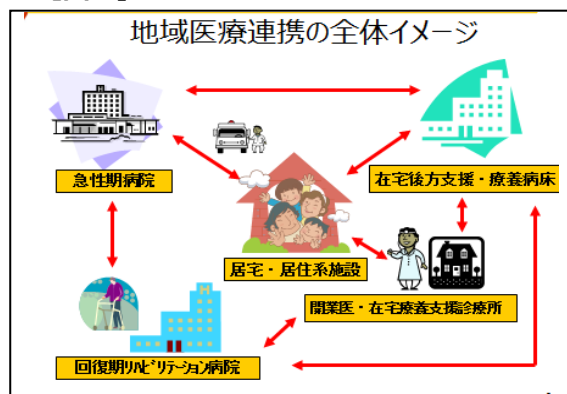 地域医療連携の全体イメージ
急性期病院
在宅後方支援・療養病床
居宅・居住系施設
開業医・在宅療養支援診療所
回復期ﾘﾊﾋﾞﾘﾃｰｼｮﾝ病院